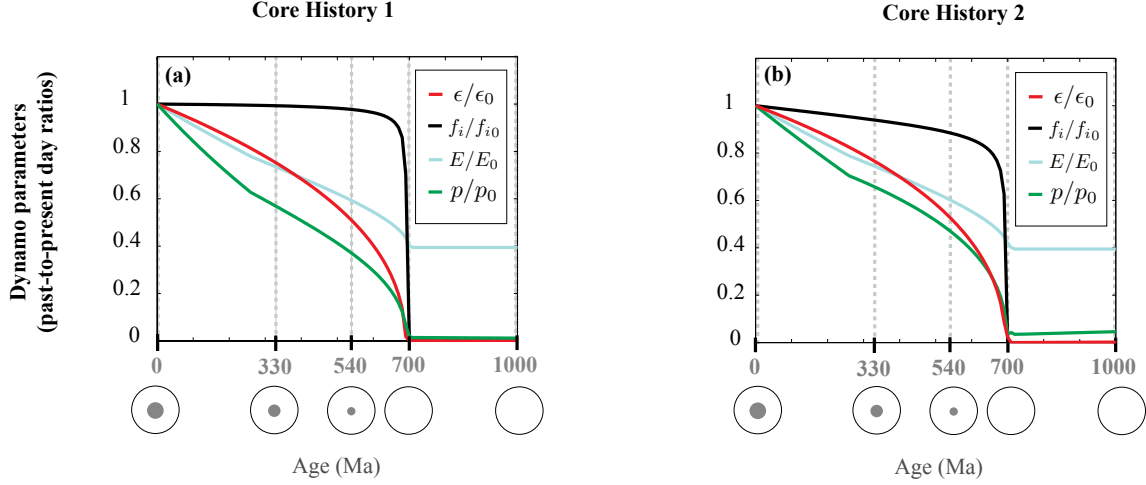 Core History 1
Core History 2
Dynamo parameters
(past-to-present day ratios)
(a)
ϵ/ϵ₀
fᵢ/fᵢ₀
E/E₀
p/p₀
1
0.8
0.6
0.4
0.2
0
0 330 540 700 1000
Age (Ma)
(b)
ϵ/ϵ₀
fᵢ/fᵢ₀
E/E₀
p/p₀
1
0.8
0.6
0.4
0.2
0
0 330 540 700 1000
Age (Ma)